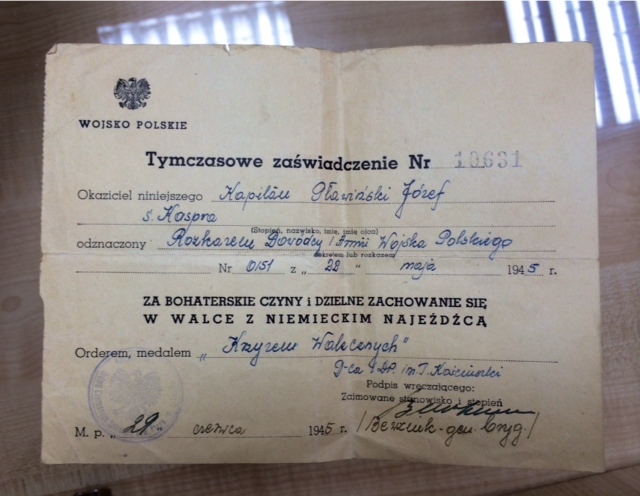 WOJSKO POLSKIE
Tymczasowe zaświadczenie Nr 10631
Okaziciel niniejszego Kapitan Sławiński Józef
s. Kaspra
(Stopień, nazwisko, imię, imię ojca)
odznaczony Rozkazem Dowódcy I Armii Wojska Polskiego
(dekretem lub rozkazem)
Nr 0151 z „ 22 " maja 1945 r.
ZA BOHATERSKIE CZYNY i DZIELNE ZACHOWANIE SIĘ
W WALCE Z NIEMIECKIM NAJEŹDŹCĄ
Orderem, medalem „Krzyżem Walecznych"
D-ca 1 DP. im. T. Kościuszki
Podpis wręczającego:
Zajmowane stanowisko i stopień
M. p. „ 29 " czerwca 1945 r. /Bewziuk-gen. bryg./